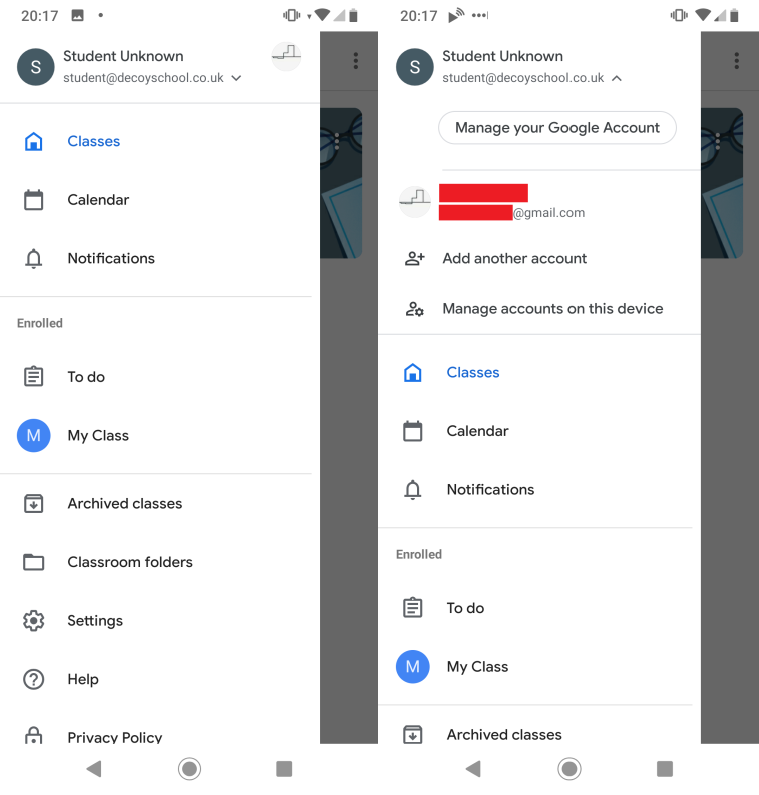 20:17
Student Unknown
S
student@decoyschool.co.uk
Classes
Calendar
Notifications
Enrolled
To do
M
My Class
Archived classes
Classroom folders
Settings
Help
Privacy Policy
20:17
Student Unknown
S
student@decoyschool.co.uk
Manage your Google Account
@gmail.com
Add another account
Manage accounts on this device
Classes
Calendar
Notifications
Enrolled
To do
M
My Class
Archived classes